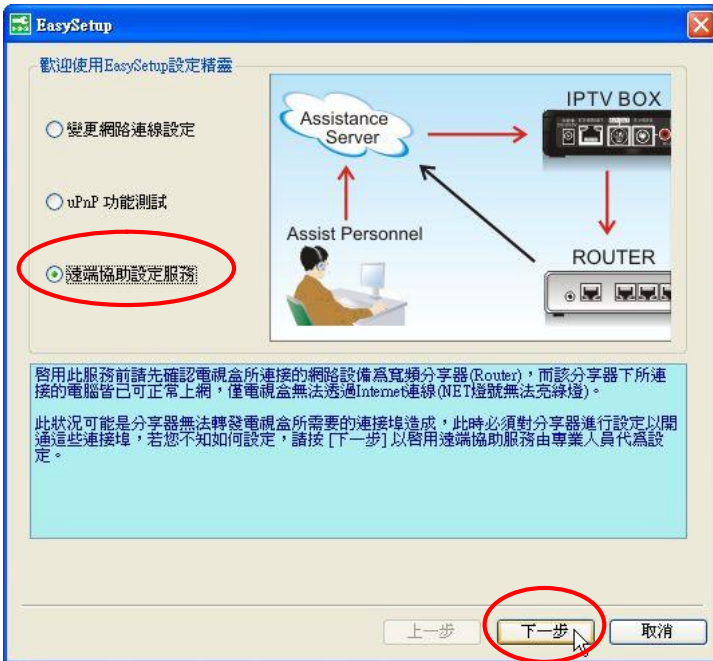 EasySetup
歡迎使用EasySetup設定精靈
變更網路連線設定
uPnP 功能測試
遠端協助設定服務
Assistance
Server
IPTV BOX
Assist Personnel
ROUTER
啓用此服務前請先確認電視盒所連接的網路設備爲寬頻分享器(Router)，而該分享器下所連
接的電腦皆已可正常上網，僅電視盒無法透過Internet連線(NET燈號無法亮綠燈)。
此狀況可能是分享器無法轉發電視盒所需要的連接埠造成，此時必須對分享器進行設定以開
通這些連接埠，若您不知如何設定，請按 [下一步] 以啓用遠端協助服務由專業人員代爲設
定。
上一步
下一步
取消